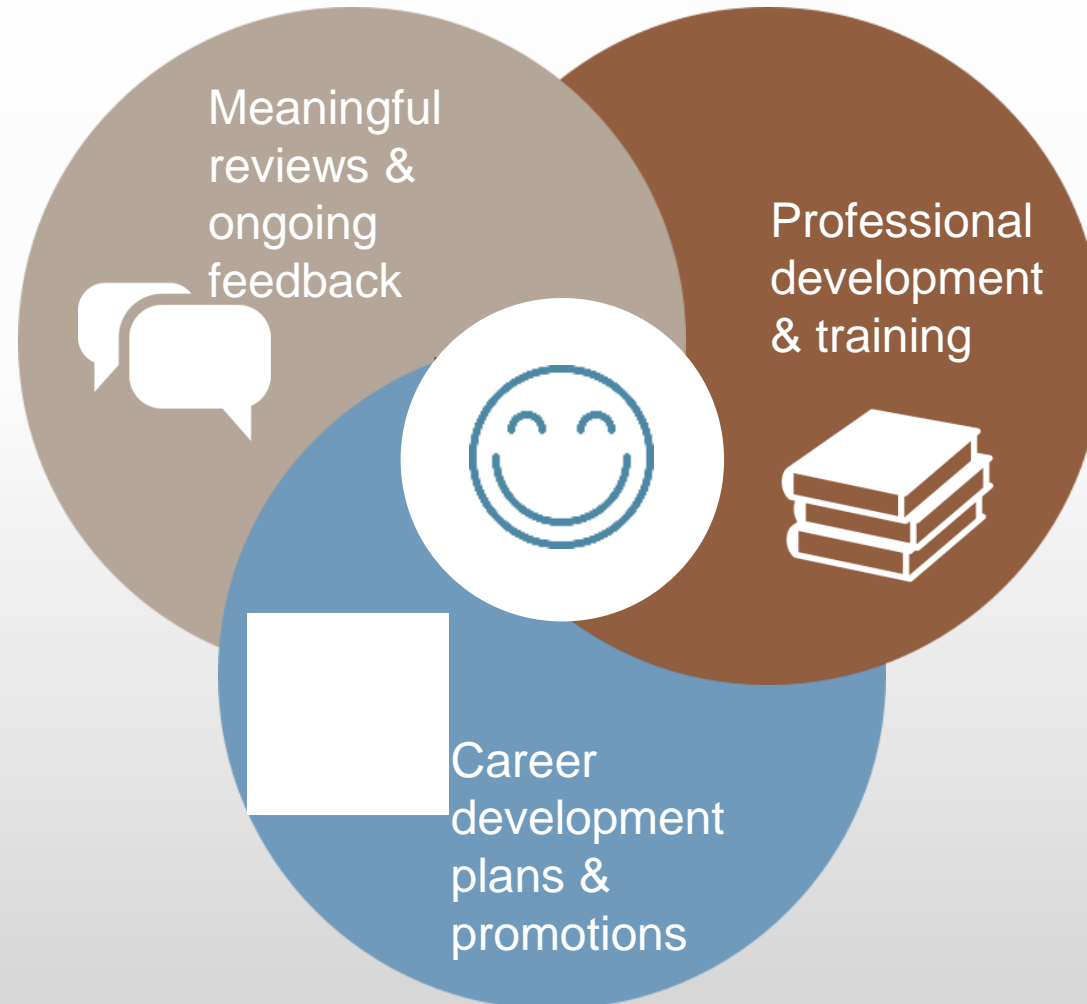 Meaningful
reviews &
ongoing
feedback
Professional
development
& training
Career
development
plans &
promotions